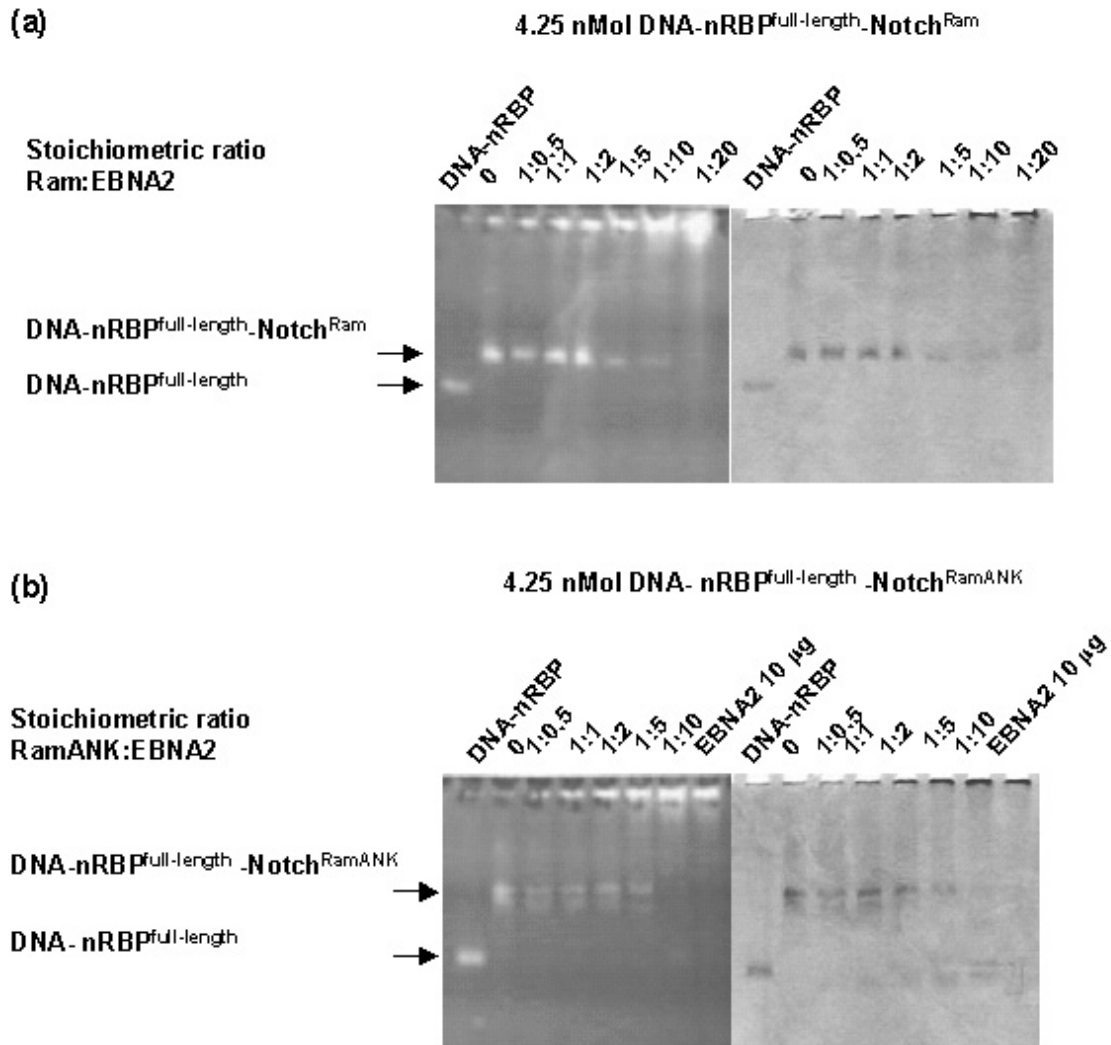 (a)
4.25 nMol DNA-nRBPfull-length-NotchRam
Stoichiometric ratio
Ram:EBNA2
DNA-nRBP 0 1:0.5 1:1 1:2 1:5 1:10 1:20
DNA-nRBP 0 1:0.5 1:1 1:2 1:5 1:10 1:20
DNA-nRBPfull-length-NotchRam
DNA-nRBPfull-length
(b)
4.25 nMol DNA- nRBPfull-length -NotchRamANK
Stoichiometric ratio
RamANK:EBNA2
DNA-nRBP 0 1:0.5 1:1 1:2 1:5 1:10 EBNA2 10 µg
DNA-nRBP 0 1:0.5 1:1 1:2 1:5 1:10 EBNA2 10 µg
DNA-nRBPfull-length -NotchRamANK
DNA- nRBPfull-length